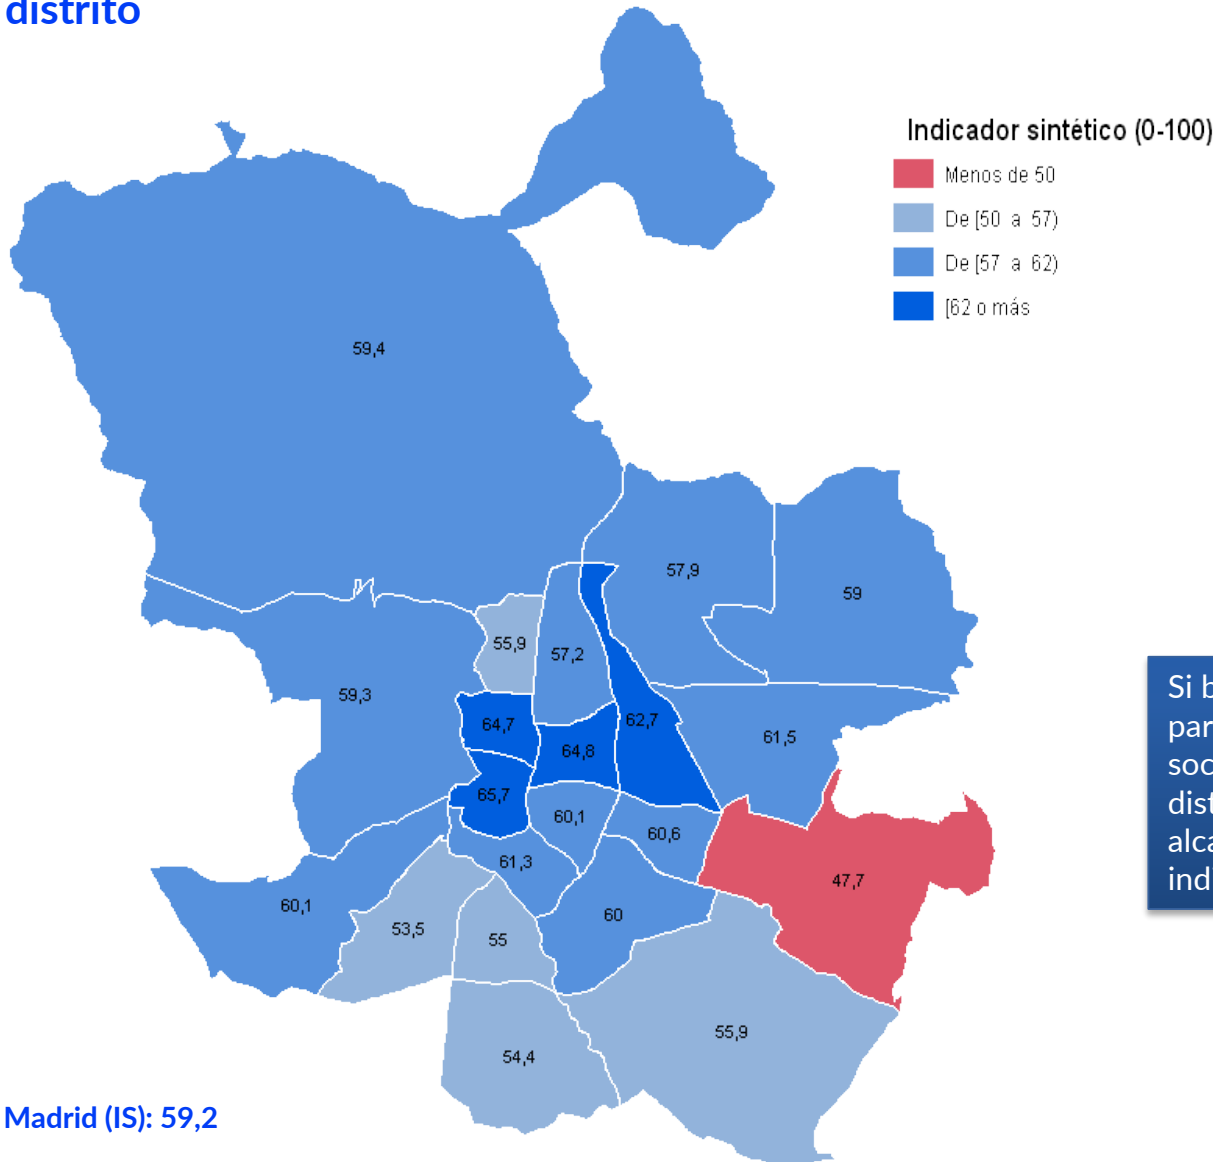 distrito
Indicador sintético (0-100)
Menos de 50
De [50 a 57)
De [57 a 62)
[62 o más
59,4
57,9
59
55,9
57,2
59,3
64,7
62,7
61,5
64,8
65,7
60,1
60,6
61,3
47,7
60,1
53,5
55
60
55,9
54,4
Si b
par
soc
dist
alca
indi
Madrid (IS): 59,2